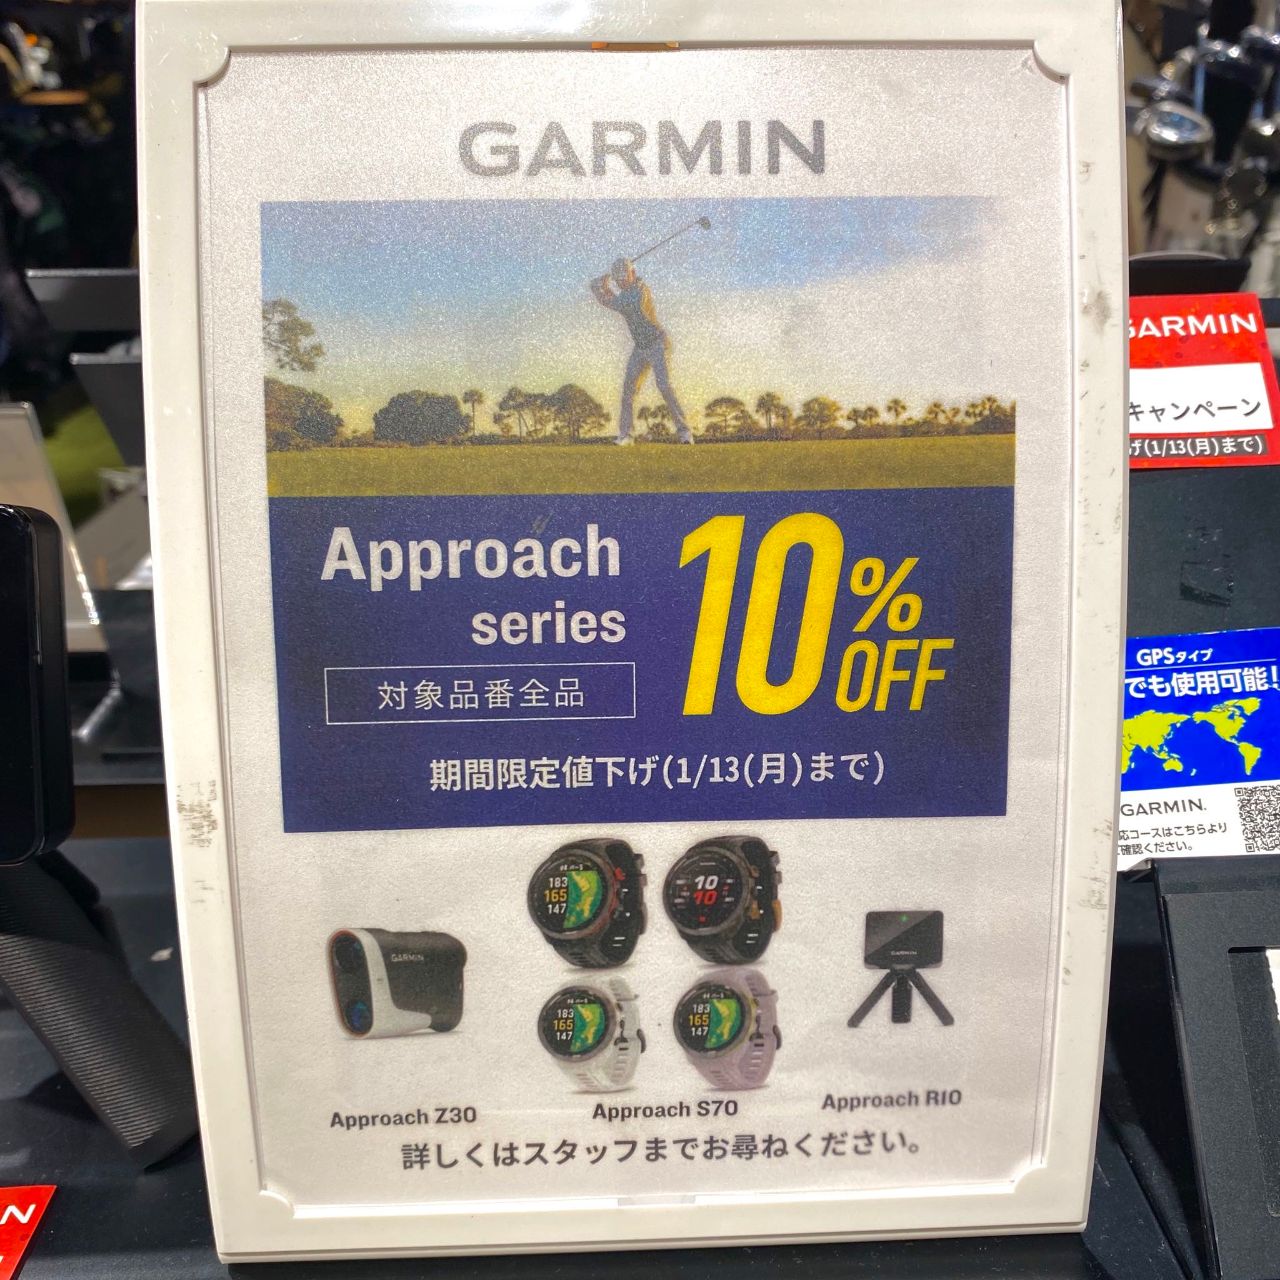 GARMIN
Approach
series
10% OFF
対象品番全品
期間限定値下げ(1/13(月)まで)
183
165
147
10
10
GARMIN
GARMIN
183
165
147
183
165
147
Approach Z30
Approach S70
Approach R10
詳しくはスタッフまでお尋ねください。
GARMIN
キャンペーン
げ(1/13(月)まで)
GPSタイプ
でも使用可能!
GARMIN.
応コースはこちらより
確認ください。